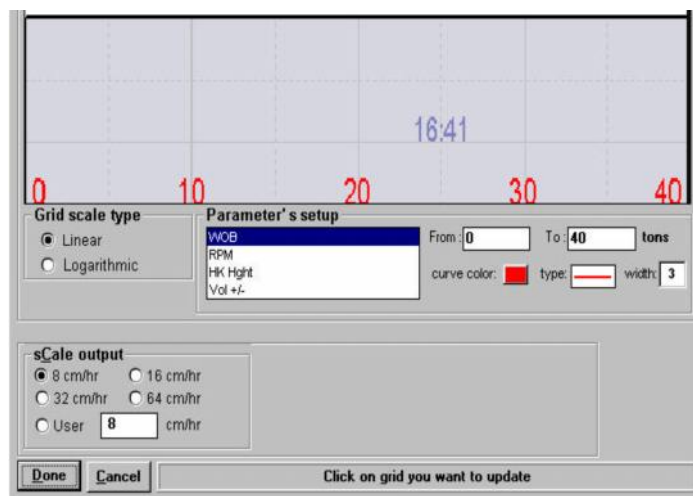 16:41
0 10 20 30 40
Grid scale type
Linear
Logarithmic
Parameter's setup
WOB
RPM
HK Hght
Vol +/-
From: 0 To: 40 tons
curve color: type: width: 3
sCale output
8 cm/hr 16 cm/hr
32 cm/hr 64 cm/hr
User 8 cm/hr
Done Cancel Click on grid you want to update